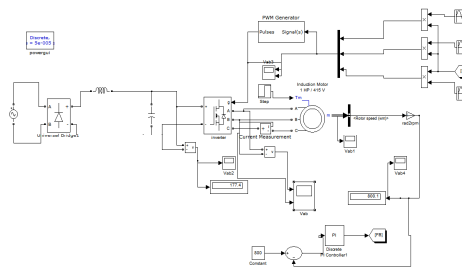 PWM Generator
Pulses
Signal(s)
Discrete,
= 5e-005
powergui
Vab3
Induction Motor
1 HP / 415 V
Step
Tm
m
<Rotor speed (wm)>
rad2rpm
A
B
C
A
B
+
-
Universal Bridge1
g
+
-
A
B
C
Inverter
Current Measurement
Vab1
Vab4
Vab2
177.4
800.1
Vab
PI
[FR]
Discrete
PI Controller1
800
Constant